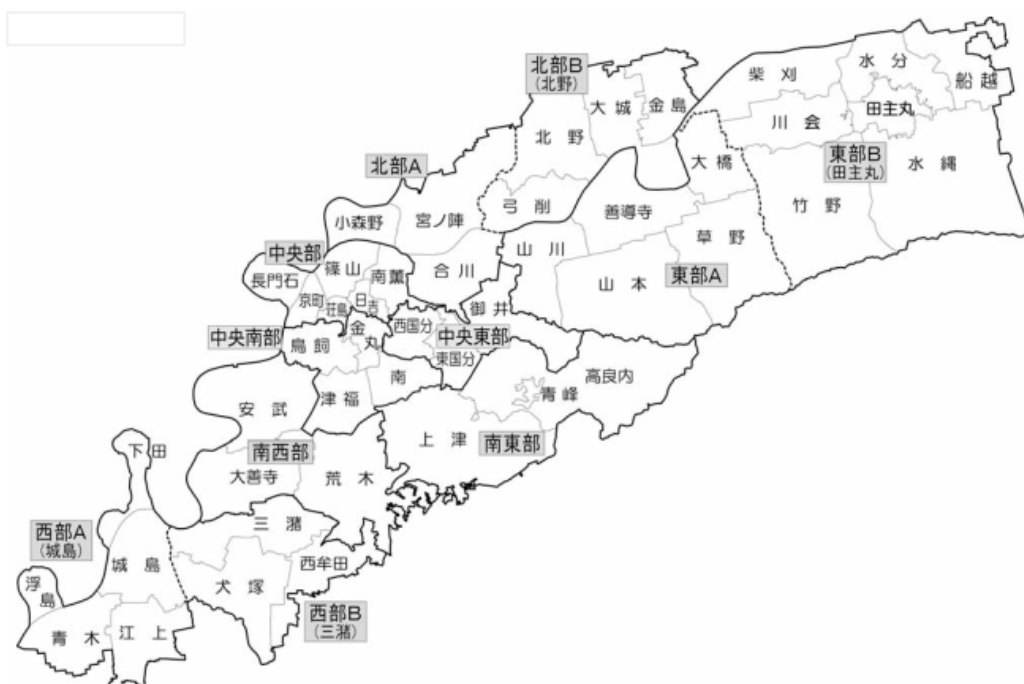 北部B
(北野)
柴刈
水分
船越
大城
金島
田主丸
川会
北野
東部B
(田主丸)
水縄
大橋
北部A
竹野
弓削
善導寺
小森野
宮ノ陣
草野
山川
中央部
篠山
南薫
合川
長門石
東部A
山本
京町
荘島
日吉
御井
西国分
金丸
中央東部
中央南部
鳥飼
東国分
南
高良内
青峰
津福
安武
上津
南東部
下田
南西部
大善寺
荒木
三潴
西部A
(城島)
城島
西牟田
浮島
犬塚
西部B
(三潴)
青木
江上